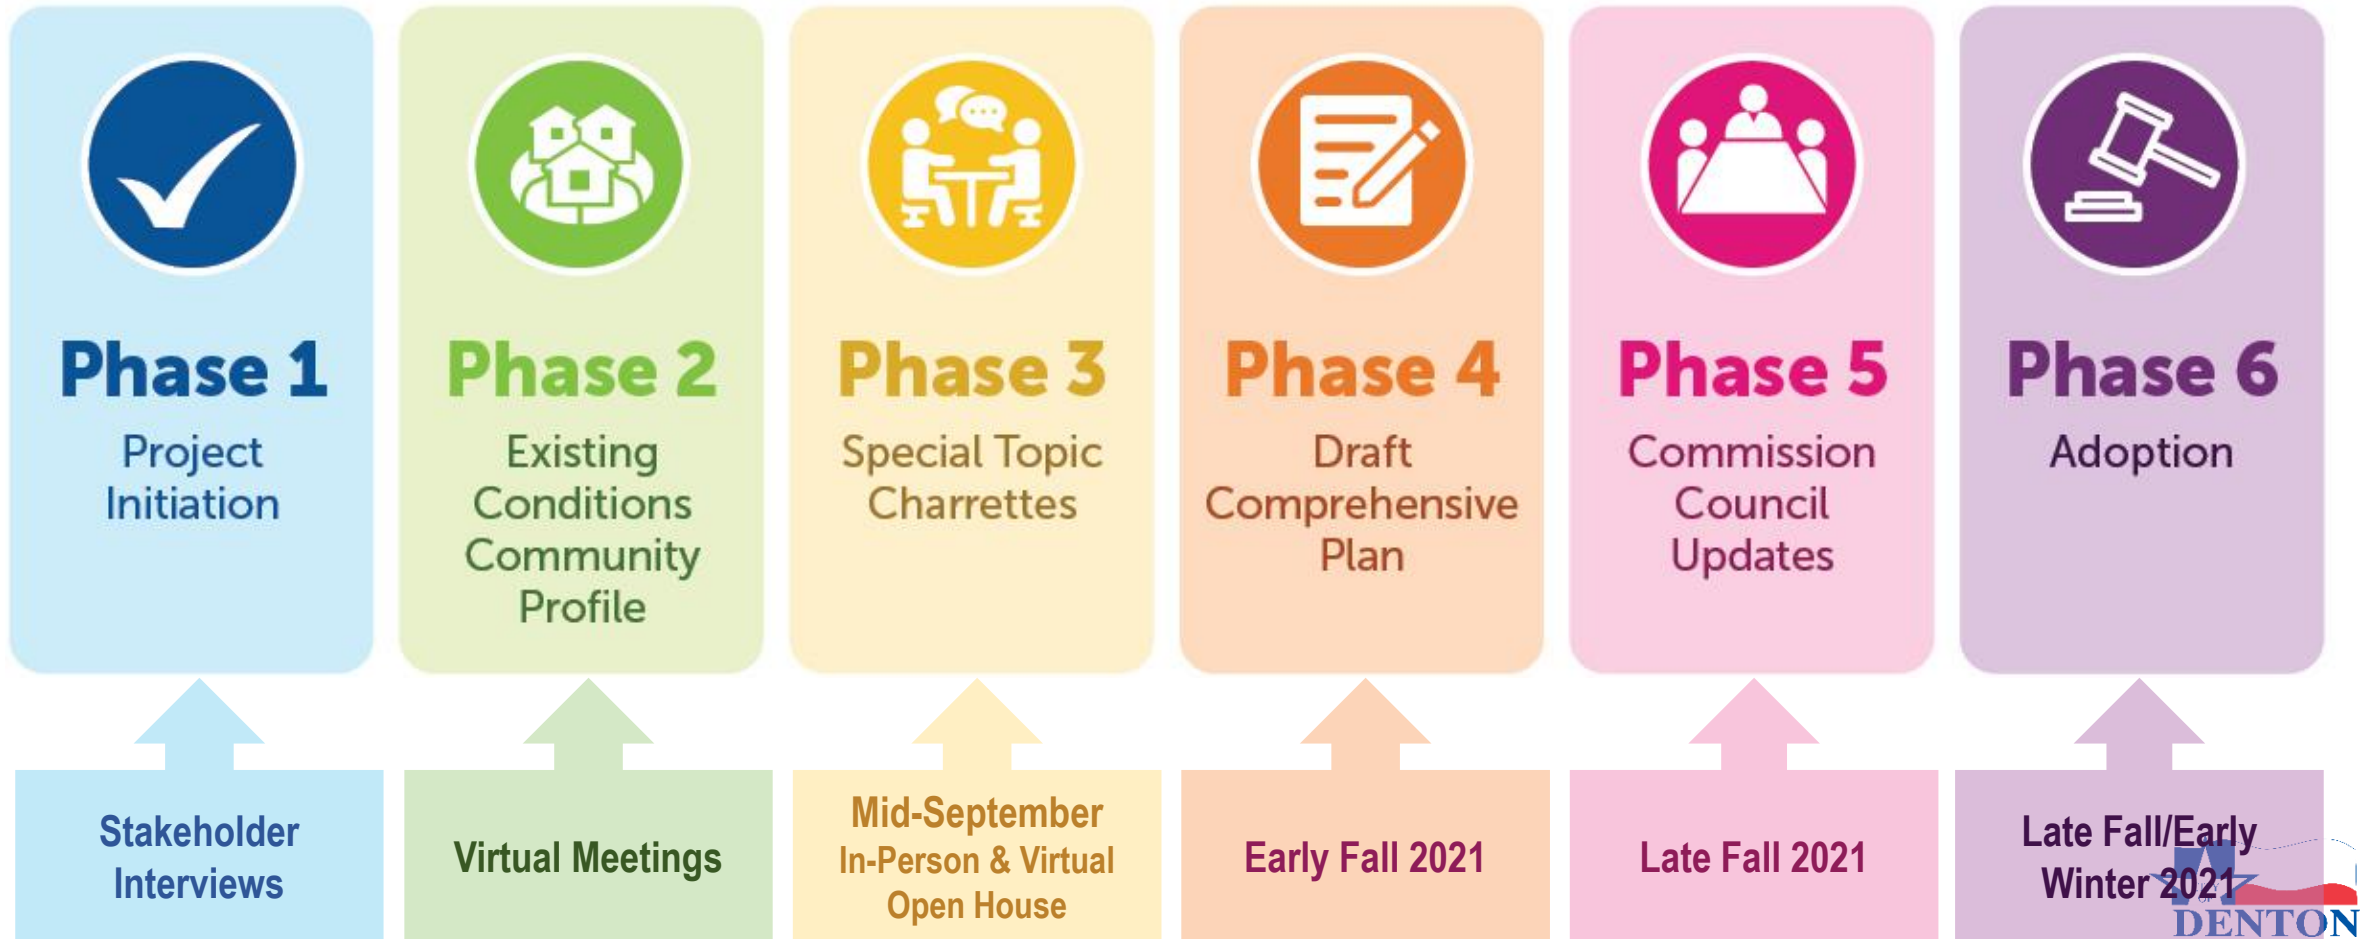 Phase 1
Project
Initiation
Phase 2
Existing
Conditions
Community
Profile
Phase 3
Special Topic
Charrettes
Phase 4
Draft
Comprehensive
Plan
Phase 5
Commission
Council
Updates
Phase 6
Adoption
Stakeholder
Interviews
Virtual Meetings
Mid-September
In-Person & Virtual
Open House
Early Fall 2021
Late Fall 2021
Late Fall/Early
Winter 2021
OF
DENTON